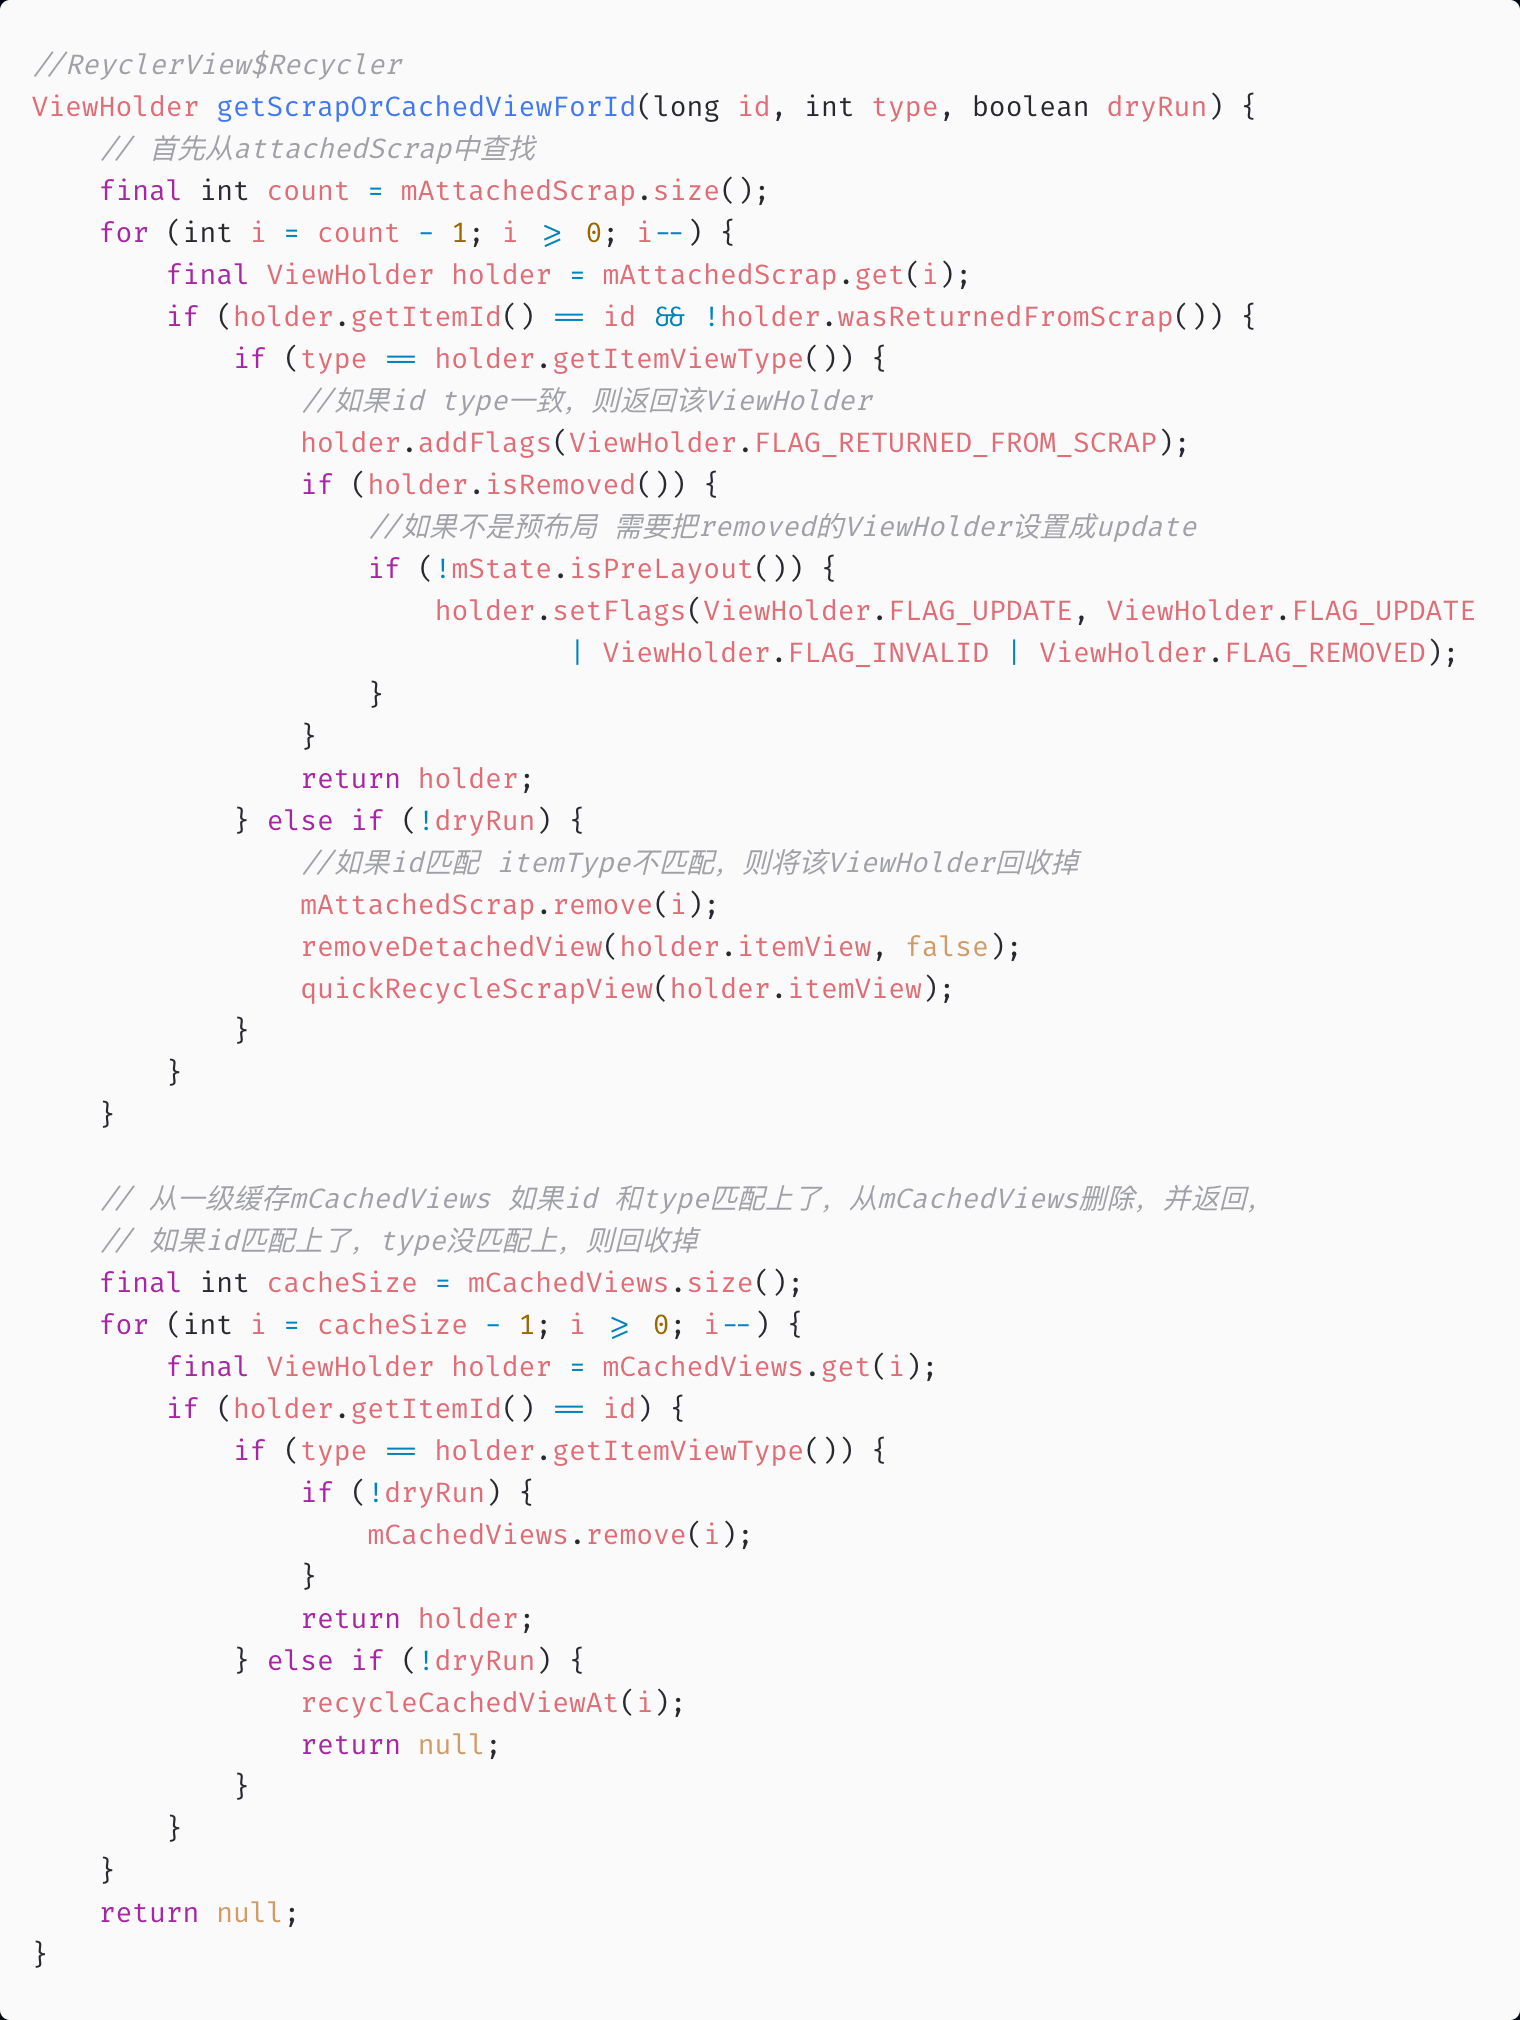 //ReyclerView$Recycler
ViewHolder getScrapOrCachedViewForId(long id, int type, boolean dryRun) {
    // 首先从attachedScrap中查找
    final int count = mAttachedScrap.size();
    for (int i = count - 1; i >= 0; i--) {
        final ViewHolder holder = mAttachedScrap.get(i);
        if (holder.getItemId() == id && !holder.wasReturnedFromScrap()) {
            if (type == holder.getItemViewType()) {
                //如果id type一致，则返回该ViewHolder
                holder.addFlags(ViewHolder.FLAG_RETURNED_FROM_SCRAP);
                if (holder.isRemoved()) {
                    //如果不是预布局 需要把removed的ViewHolder设置成update
                    if (!mState.isPreLayout()) {
                        holder.setFlags(ViewHolder.FLAG_UPDATE, ViewHolder.FLAG_UPDATE
                                | ViewHolder.FLAG_INVALID | ViewHolder.FLAG_REMOVED);
                    }
                }
                return holder;
            } else if (!dryRun) {
                //如果id匹配 itemType不匹配，则将该ViewHolder回收掉
                mAttachedScrap.remove(i);
                removeDetachedView(holder.itemView, false);
                quickRecycleScrapView(holder.itemView);
            }
        }
    }

    // 从一级缓存mCachedViews 如果id 和type匹配上了，从mCachedViews删除，并返回，
    // 如果id匹配上了，type没匹配上，则回收掉
    final int cacheSize = mCachedViews.size();
    for (int i = cacheSize - 1; i >= 0; i--) {
        final ViewHolder holder = mCachedViews.get(i);
        if (holder.getItemId() == id) {
            if (type == holder.getItemViewType()) {
                if (!dryRun) {
                    mCachedViews.remove(i);
                }
                return holder;
            } else if (!dryRun) {
                recycleCachedViewAt(i);
                return null;
            }
        }
    }
    return null;
}